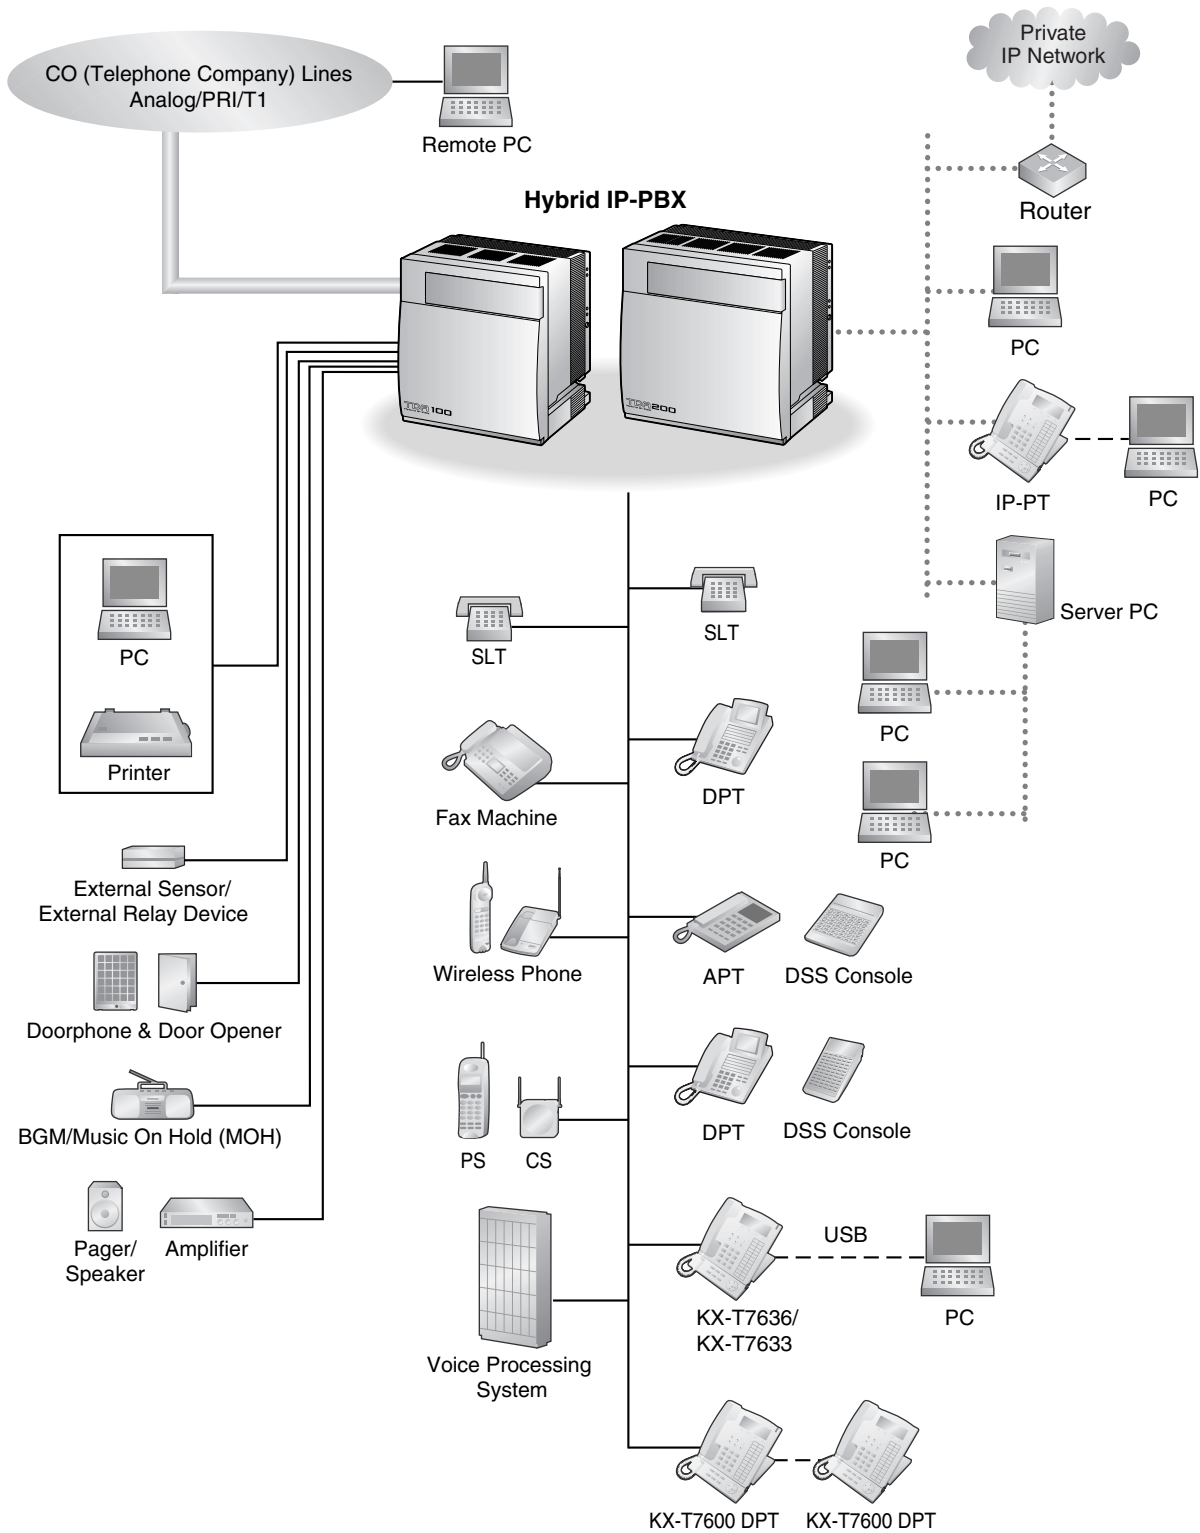 CO (Telephone Company) Lines
Analog/PRI/T1
Remote PC
Private
IP Network
Router
Hybrid IP-PBX
TDA100
TDA200
PC
IP-PT
PC
Server PC
PC
PC
PC
Printer
External Sensor/
External Relay Device
Doorphone & Door Opener
BGM/Music On Hold (MOH)
Pager/
Speaker
Amplifier
SLT
SLT
Fax Machine
DPT
Wireless Phone
APT
DSS Console
PS
CS
DPT
DSS Console
Voice Processing
System
KX-T7636/
KX-T7633
USB
PC
KX-T7600 DPT
KX-T7600 DPT